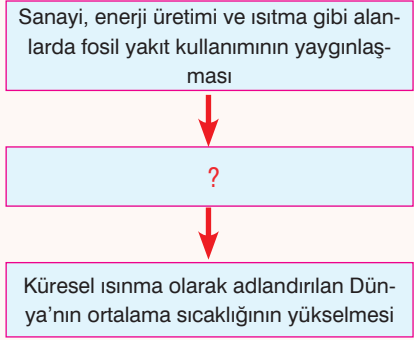 Sanayi, enerji üretimi ve ısıtma gibi alan-
larda fosil yakıt kullanımının yaygınlaş-
ması
?
Küresel ısınma olarak adlandırılan Dün-
ya’nın ortalama sıcaklığının yükselmesi